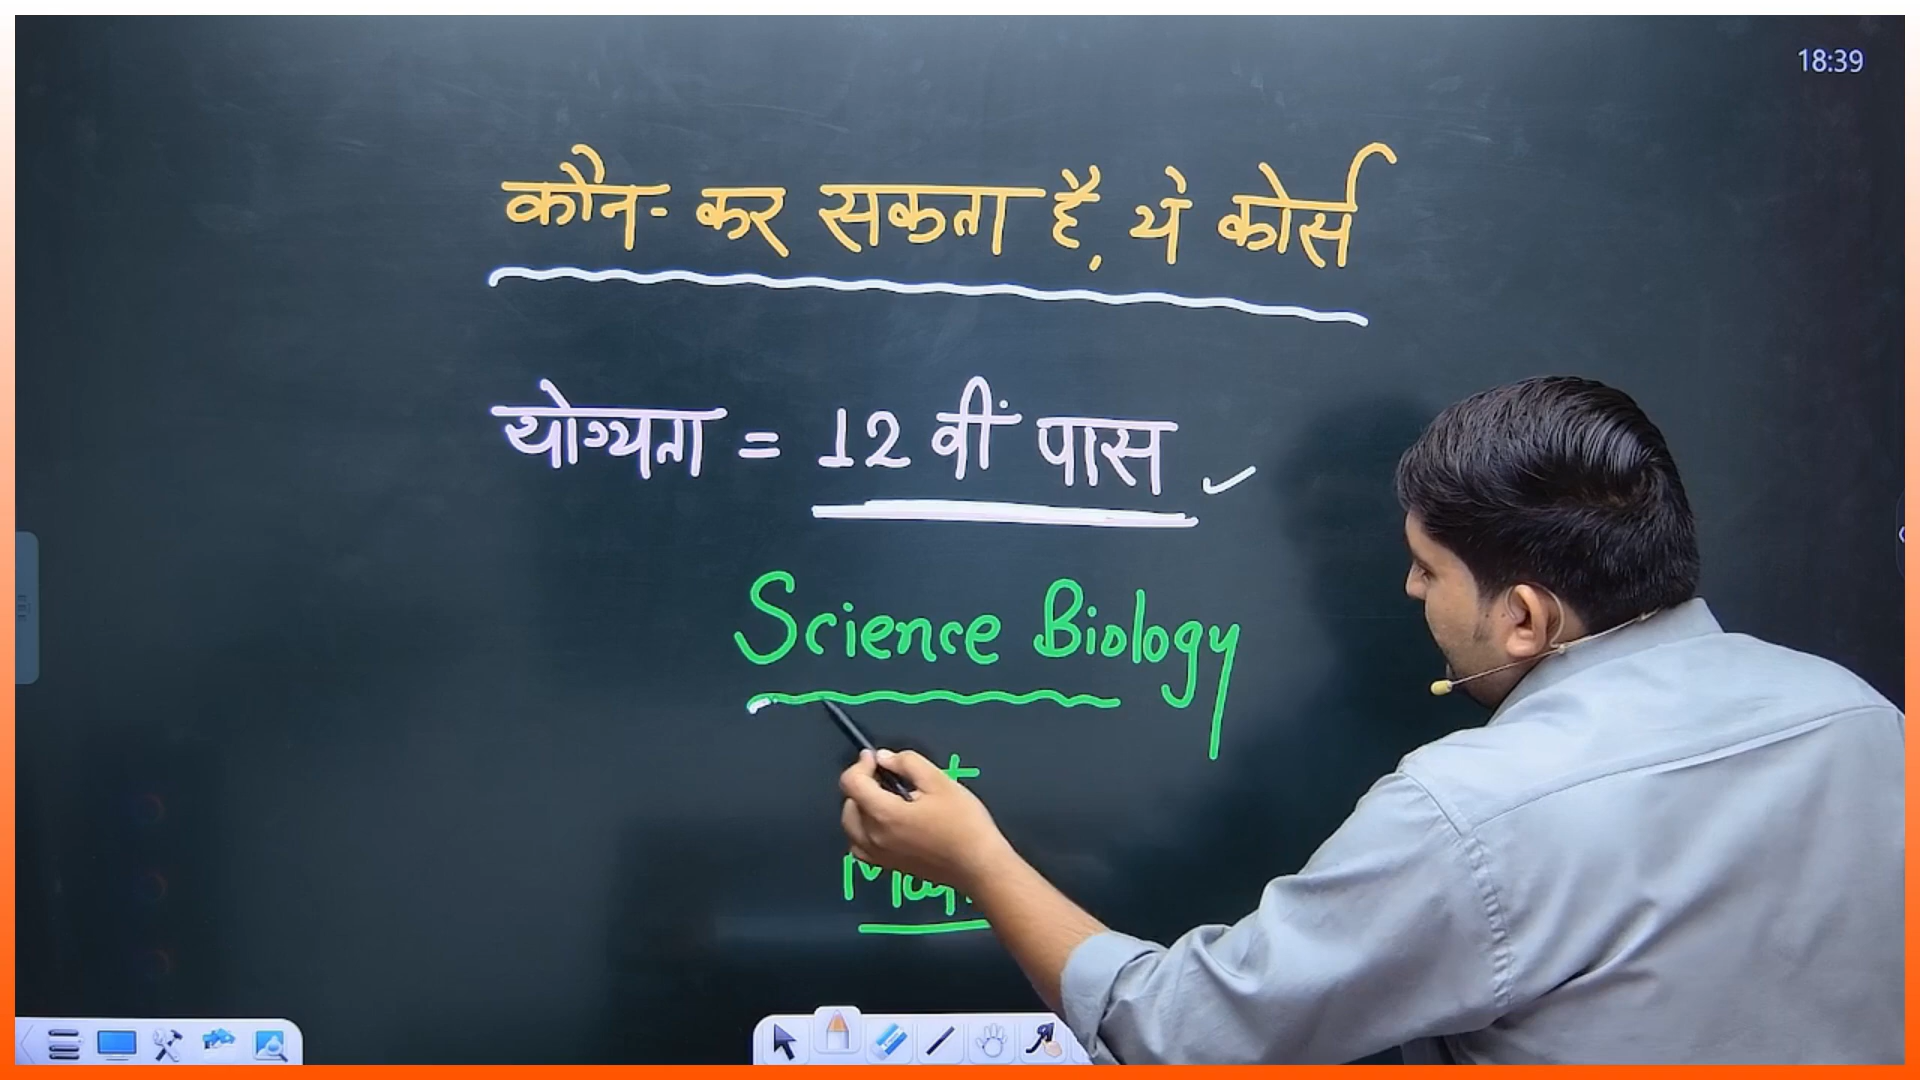 18:39
कौन- कर सकता है, ये कोर्स
योग्यता = 12 वीं पास ✓
Science Biology
+